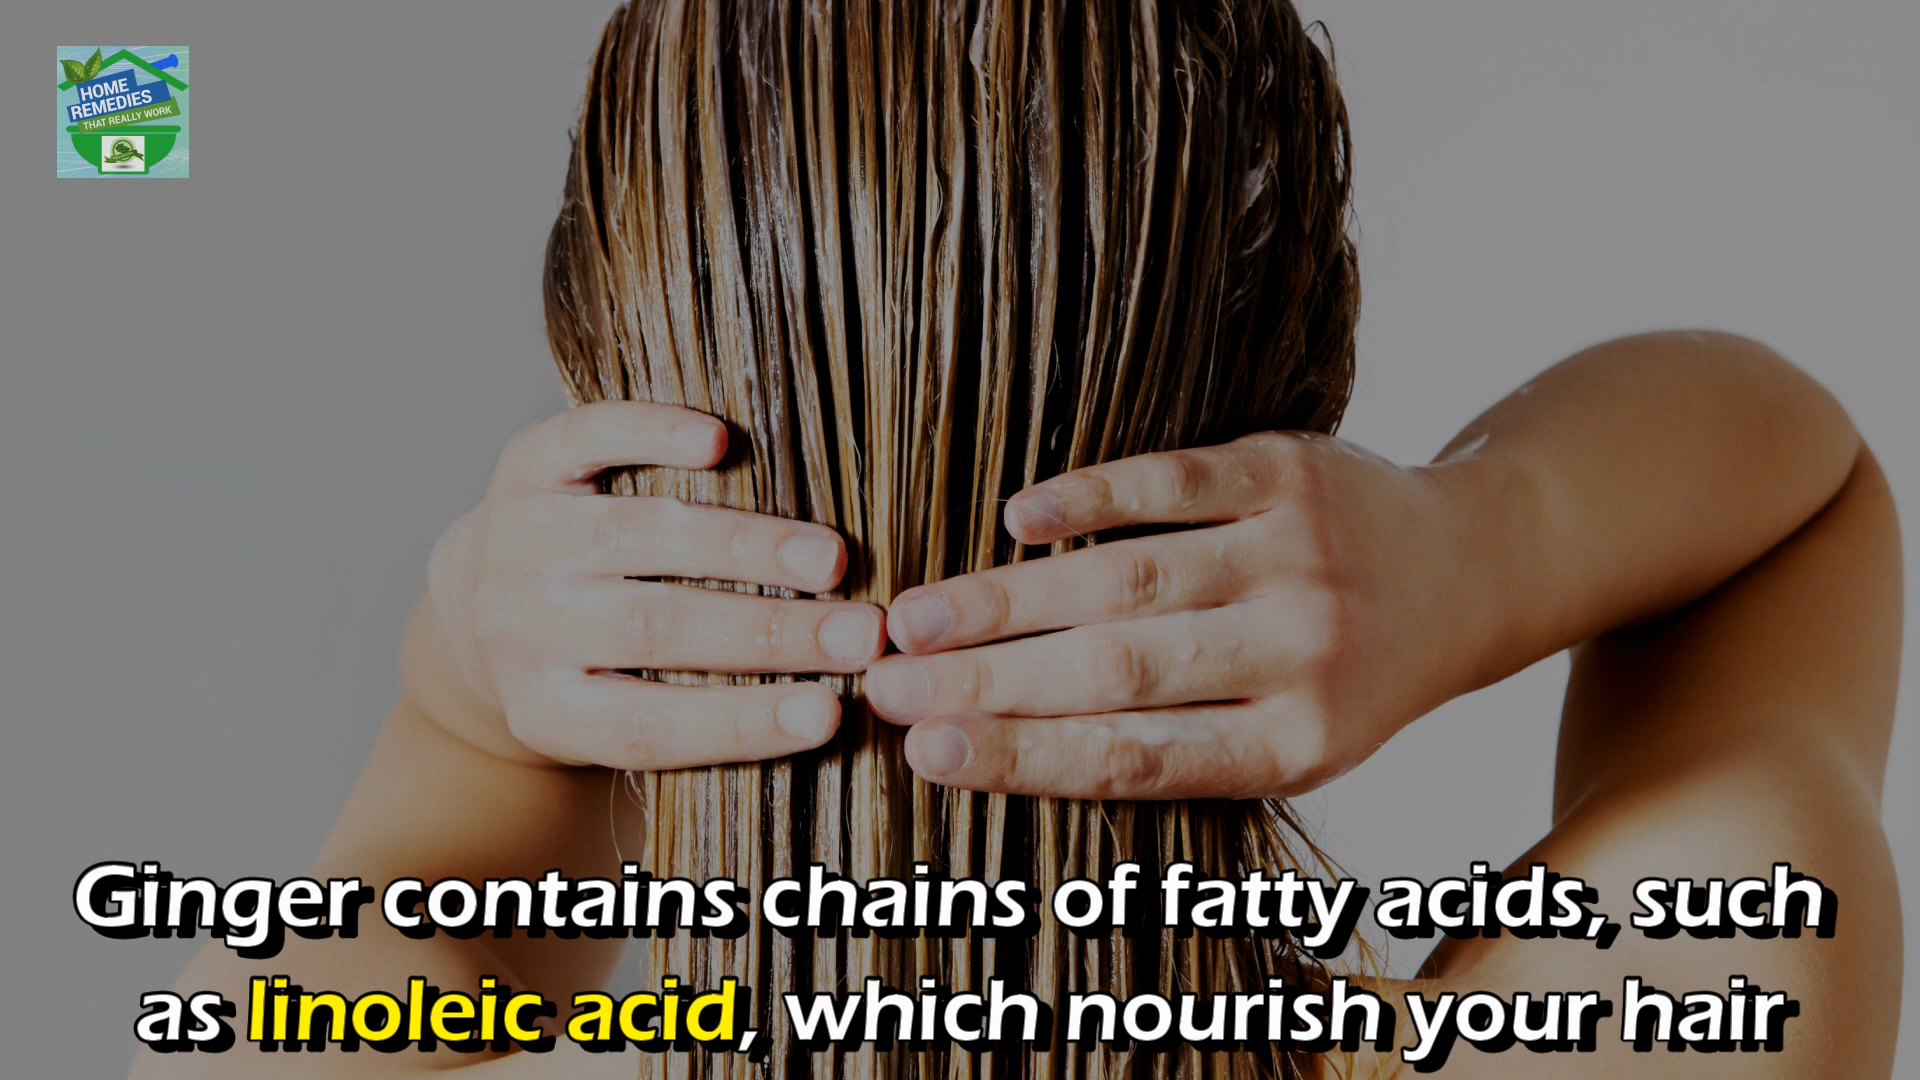 HOME
REMEDIES
THAT REALLY WORK
Ginger contains chains of fatty acids, such
as linoleic acid, which nourish your hair